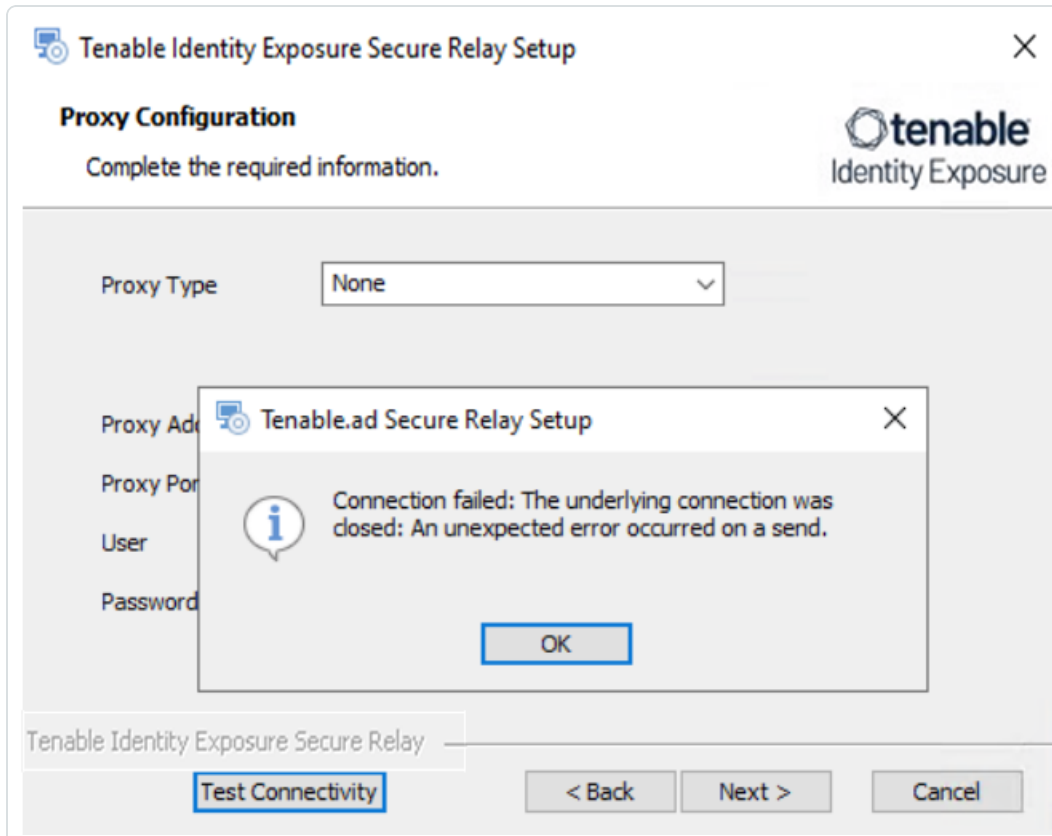 Tenable Identity Exposure Secure Relay Setup
Proxy Configuration
Complete the required information.
tenable
Identity Exposure
Proxy Type
None
Proxy Add
Proxy Por
User
Password
Tenable.ad Secure Relay Setup
Connection failed: The underlying connection was
closed: An unexpected error occurred on a send.
OK
Tenable Identity Exposure Secure Relay
Test Connectivity
< Back
Next >
Cancel